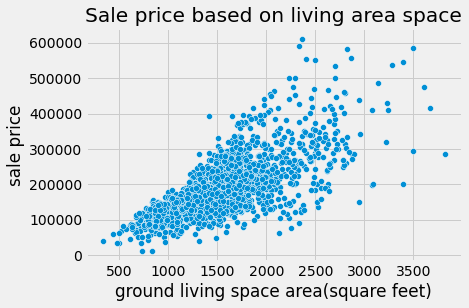 Sale price based on living area space
600000
500000
400000
300000
200000
100000
0
sale price
500 1000 1500 2000 2500 3000 3500
ground living space area(square feet)